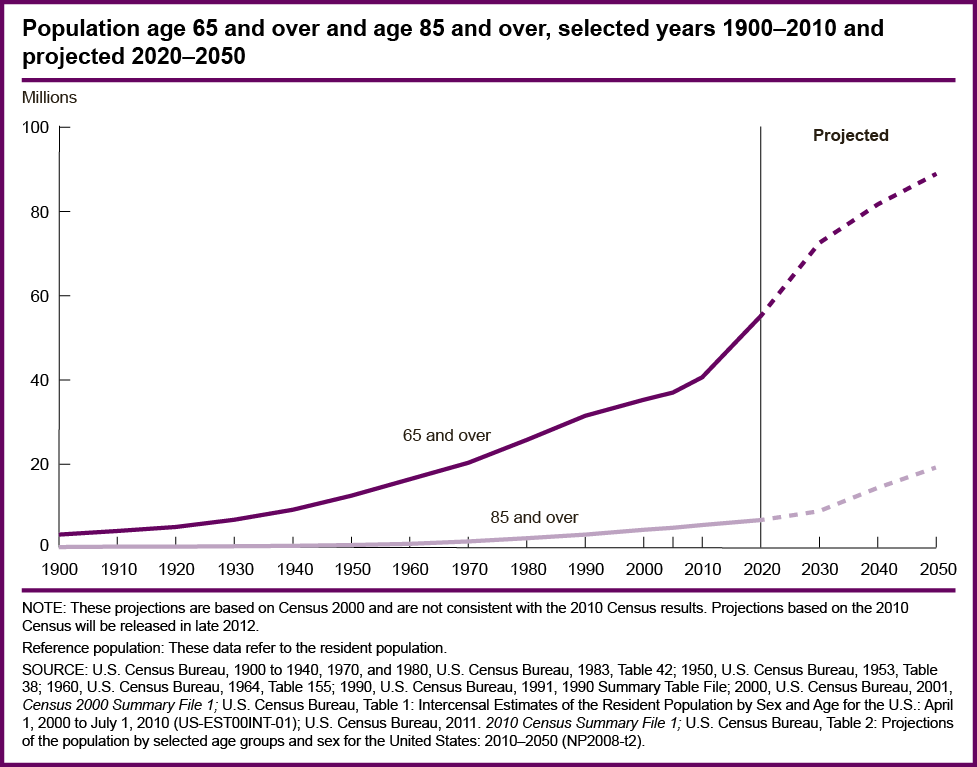 Population age 65 and over and age 85 and over, selected years 1900–2010 and
projected 2020–2050
Millions
100
80
60
40
20
0
Projected
65 and over
85 and over
1900 1910 1920 1930 1940 1950 1960 1970 1980 1990 2000 2010 2020 2030 2040 2050
NOTE: These projections are based on Census 2000 and are not consistent with the 2010 Census results. Projections based on the 2010
Census will be released in late 2012.
Reference population: These data refer to the resident population.
SOURCE: U.S. Census Bureau, 1900 to 1940, 1970, and 1980, U.S. Census Bureau, 1983, Table 42; 1950, U.S. Census Bureau, 1953, Table
38; 1960, U.S. Census Bureau, 1964, Table 155; 1990, U.S. Census Bureau, 1991, 1990 Summary Table File; 2000, U.S. Census Bureau, 2001,
Census 2000 Summary File 1; U.S. Census Bureau, Table 1: Intercensal Estimates of the Resident Population by Sex and Age for the U.S.: April
1, 2000 to July 1, 2010 (US-EST00INT-01); U.S. Census Bureau, 2011. 2010 Census Summary File 1; U.S. Census Bureau, Table 2: Projections
of the population by selected age groups and sex for the United States: 2010–2050 (NP2008-t2).